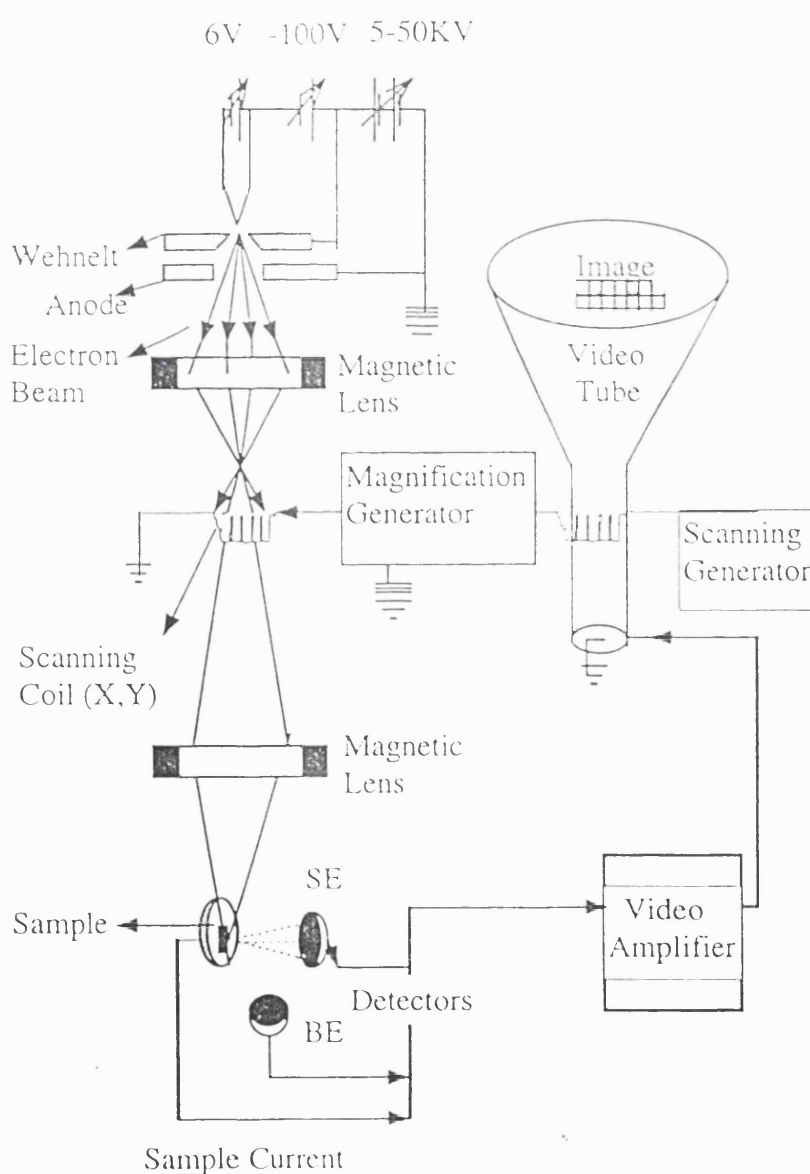 6V -100V 5-50KV
Wehnelt
Anode
Electron
Beam
Magnetic
Lens
Image
Video
Tube
Magnification
Generator
Scanning
Generator
Scanning
Coil (X,Y)
Magnetic
Lens
SE
Sample
Video
Amplifier
Detectors
BE
Sample Current